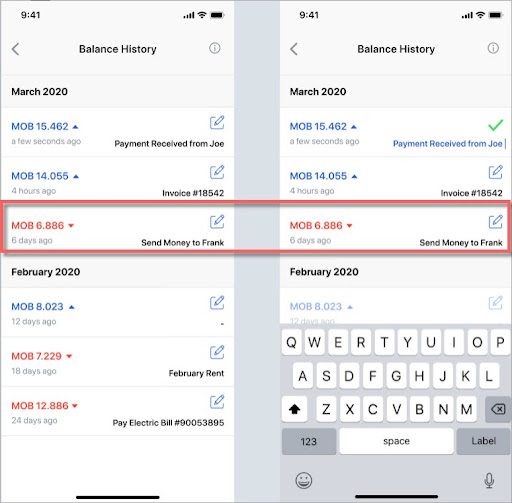 9:41
Balance History
March 2020
MOB 15.462
a few seconds ago
Payment Received from Joe
MOB 14.055
4 hours ago
Invoice #18542
MOB 6.886
6 days ago
Send Money to Frank
February 2020
MOB 8.023
12 days ago
-
MOB 7.229
18 days ago
February Rent
MOB 12.886
24 days ago
Pay Electric Bill #90053895
9:41
Balance History
March 2020
MOB 15.462
a few seconds ago
Payment Received from Joe
MOB 14.055
4 hours ago
Invoice #18542
MOB 6.886
6 days ago
Send Money to Frank
February 2020
MOB 8.023
12 days ago
-
Q W E R T Y U I O P
A S D F G H J K L
Z X C V B N M
123 space Label